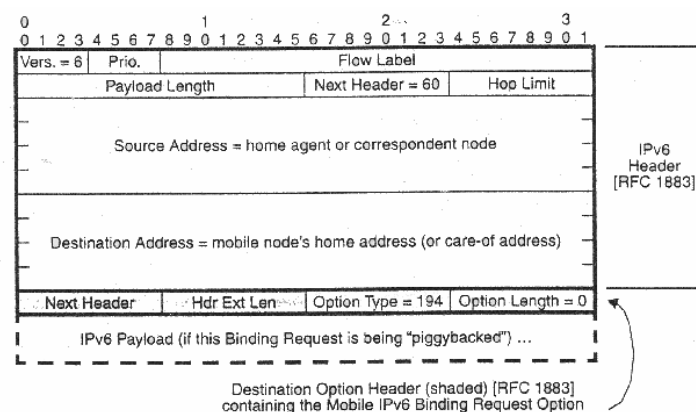 0 1 2 3
0 1 2 3 4 5 6 7 8 9 0 1 2 3 4 5 6 7 8 9 0 1 2 3 4 5 6 7 8 9 0 1
Vers. = 6 Prio. Flow Label
Payload Length Next Header = 60 Hop Limit
Source Address = home agent or correspondent node
IPv6
Header
[RFC 1883]
Destination Address = mobile node's home address (or care-of address)
Next Header Hdr Ext Len Option Type = 194 Option Length = 0
IPv6 Payload (if this Binding Request is being "piggybacked") ...
Destination Option Header (shaded) [RFC 1883]
containing the Mobile IPv6 Binding Request Option